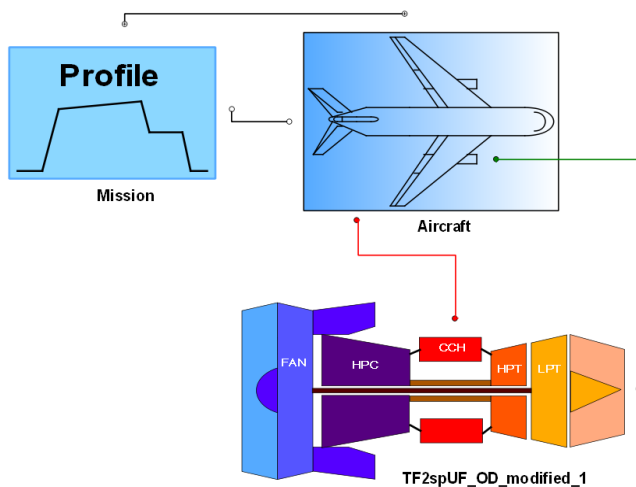 Profile
Mission
Aircraft
FAN
HPC
CCH
HPT
LPT
TF2spUF_OD_modified_1